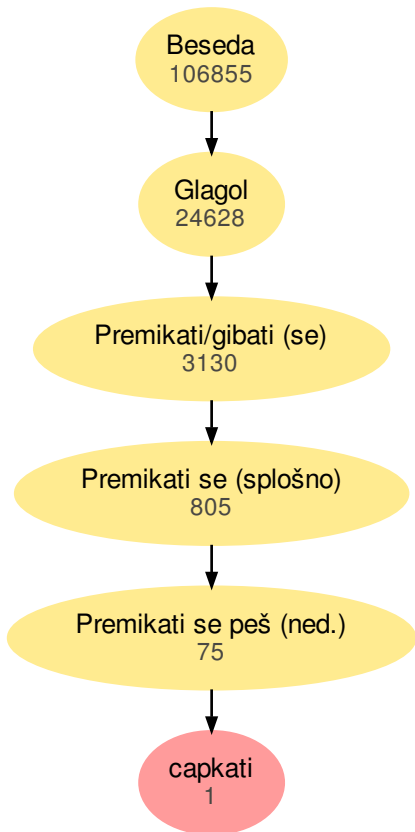 Beseda
106855
Glagol
24628
Premikati/gibati (se)
3130
Premikati se (splošno)
805
Premikati se peš (ned.)
75
capkati
1